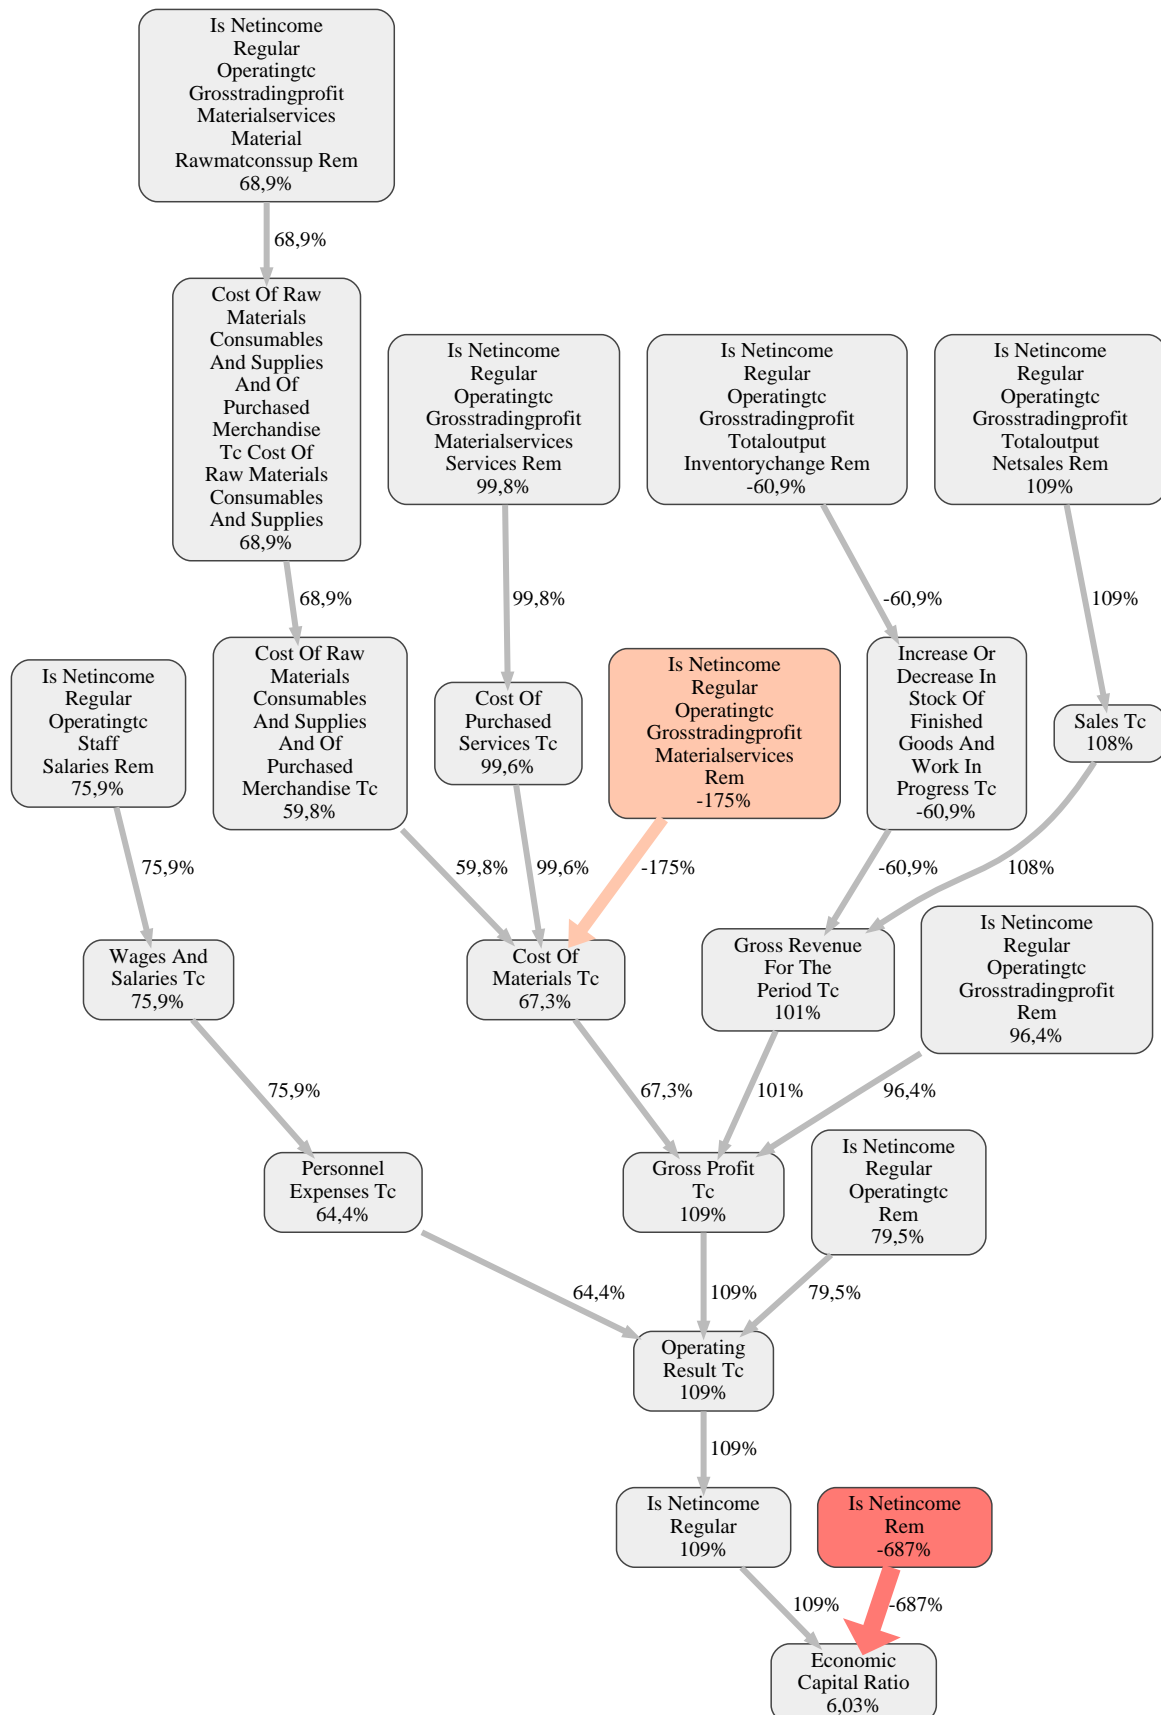 Is Netincome
Regular
Operatingtc
Grosstradingprofit
Materialservices
Material
Rawmatconssup Rem
68,9%
68,9%
Cost Of Raw
Materials
Consumables
And Supplies
And Of
Purchased
Merchandise
Tc Cost Of
Raw Materials
Consumables
And Supplies
68,9%
Is Netincome
Regular
Operatingtc
Grosstradingprofit
Materialservices
Services Rem
99,8%
Is Netincome
Regular
Operatingtc
Grosstradingprofit
Totaloutput
Inventorychange Rem
-60,9%
Is Netincome
Regular
Operatingtc
Grosstradingprofit
Totaloutput
Netsales Rem
109%
68,9%
99,8%
-60,9%
109%
Is Netincome
Regular
Operatingtc
Staff
Salaries Rem
75,9%
Cost Of Raw
Materials
Consumables
And Supplies
And Of
Purchased
Merchandise Tc
59,8%
Cost Of
Purchased
Services Tc
99,6%
Is Netincome
Regular
Operatingtc
Grosstradingprofit
Materialservices
Rem
-175%
Increase Or
Decrease In
Stock Of
Finished
Goods And
Work In
Progress Tc
-60,9%
Sales Tc
108%
75,9%
59,8%
99,6%
-175%
-60,9%
108%
Wages And
Salaries Tc
75,9%
Cost Of
Materials Tc
67,3%
Gross Revenue
For The
Period Tc
101%
Is Netincome
Regular
Operatingtc
Grosstradingprofit
Rem
96,4%
75,9%
67,3%
101%
96,4%
Personnel
Expenses Tc
64,4%
Gross Profit
Tc
109%
Is Netincome
Regular
Operatingtc
Rem
79,5%
64,4%
109%
79,5%
Operating
Result Tc
109%
109%
Is Netincome
Regular
109%
Is Netincome
Rem
-687%
109%
-687%
Economic
Capital Ratio
6,03%